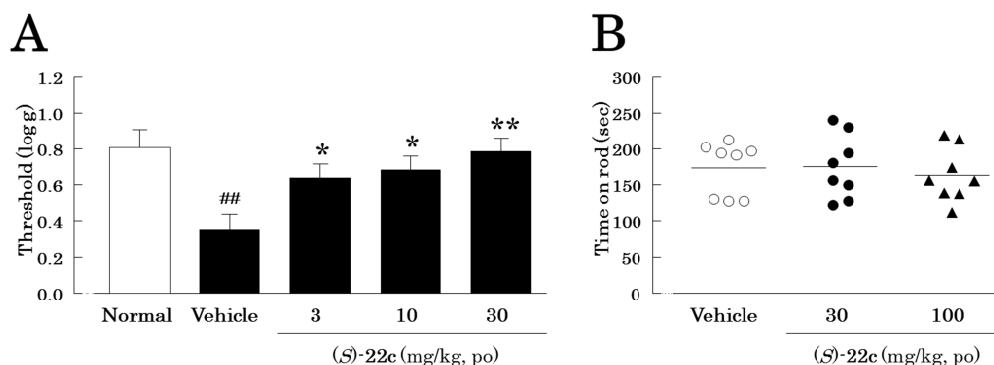 A
Threshold (log g)
1.2
1.0
0.8
0.6
0.4
0.2
0.0
##
*
*
**
Normal Vehicle 3 10 30
(S)-22c (mg/kg, po)
B
Time on rod (sec)
300
250
200
150
100
50
0
Vehicle 30 100
(S)-22c (mg/kg, po)